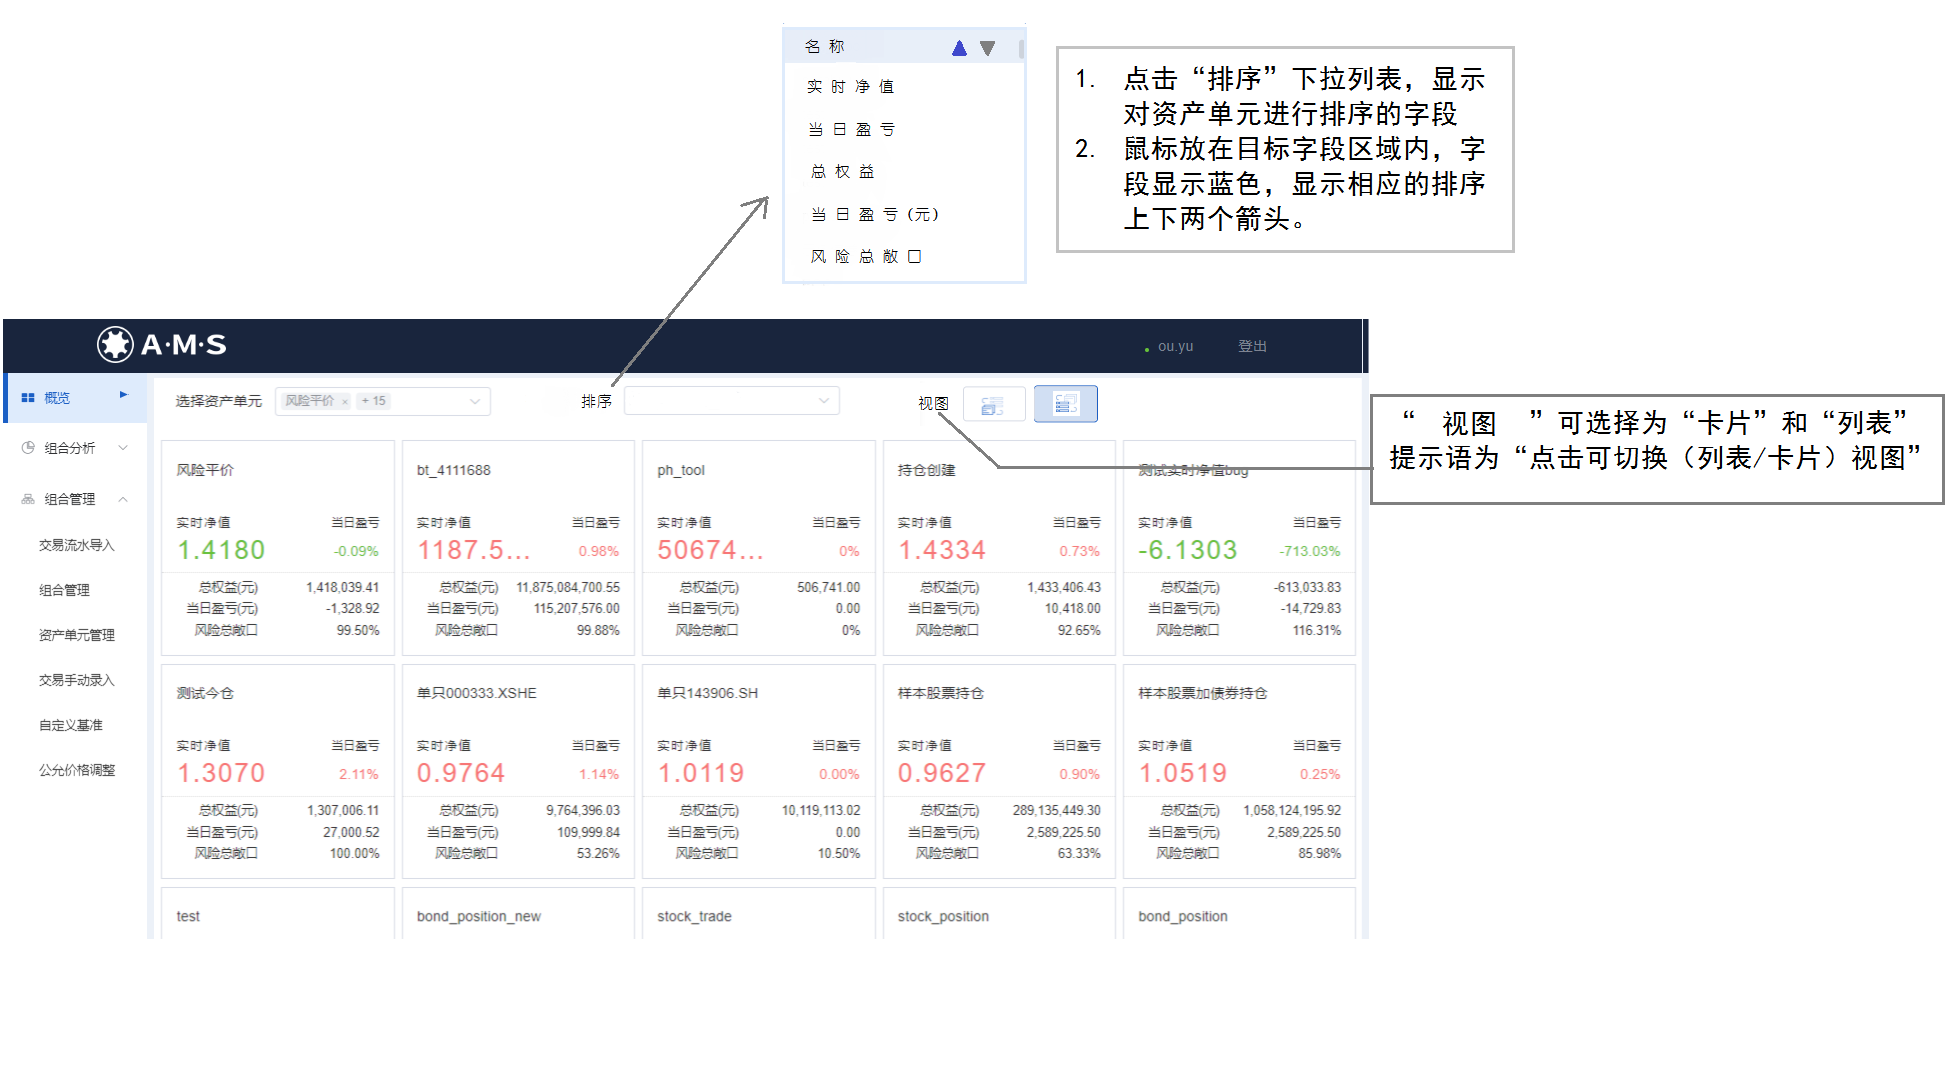 名 称
实 时 净 值
当 日 盈 亏
总 权 益
当 日 盈 亏 (元)
风 险 总 敞 口
1. 点击“排序”下拉列表，显示
对资产单元进行排序的字段
2. 鼠标放在目标字段区域内，字
段显示蓝色，显示相应的排序
上下两个箭头。
A·M·S
ou.yu 登出
概览
组合分析
组合管理
交易流水导入
组合管理
资产单元管理
交易手动录入
自定义基准
公允价格调整
选择资产单元 风险平价 × + 15 排序 视图
“ 视图 ”可选择为“卡片”和“列表”
提示语为“点击可切换（列表/卡片）视图”
风险平价
实时净值 当日盈亏
1.4180 -0.09%
总权益(元) 1,418,039.41
当日盈亏(元) -1,328.92
风险总敞口 99.50%
bt_4111688
实时净值 当日盈亏
1187.5... 0.98%
总权益(元) 11,875,084,700.55
当日盈亏(元) 115,207,576.00
风险总敞口 99.88%
ph_tool
实时净值 当日盈亏
50674... 0%
总权益(元) 506,741.00
当日盈亏(元) 0.00
风险总敞口 0%
持仓创建
实时净值 当日盈亏
1.4334 0.73%
总权益(元) 1,433,406.43
当日盈亏(元) 10,418.00
风险总敞口 92.65%
测试实时净值bug
实时净值 当日盈亏
-6.1303 -713.03%
总权益(元) -613,033.83
当日盈亏(元) -14,729.83
风险总敞口 116.31%
测试今仓
实时净值 当日盈亏
1.3070 2.11%
总权益(元) 1,307,006.11
当日盈亏(元) 27,000.52
风险总敞口 100.00%
单只000333.XSHE
实时净值 当日盈亏
0.9764 1.14%
总权益(元) 9,764,396.03
当日盈亏(元) 109,999.84
风险总敞口 53.26%
单只143906.SH
实时净值 当日盈亏
1.0119 0.00%
总权益(元) 10,119,113.02
当日盈亏(元) 0.00
风险总敞口 10.50%
样本股票持仓
实时净值 当日盈亏
0.9627 0.90%
总权益(元) 289,135,449.30
当日盈亏(元) 2,589,225.50
风险总敞口 63.33%
样本股票加债券持仓
实时净值 当日盈亏
1.0519 0.25%
总权益(元) 1,058,124,195.92
当日盈亏(元) 2,589,225.50
风险总敞口 85.98%
test
bond_position_new
stock_trade
stock_position
bond_position